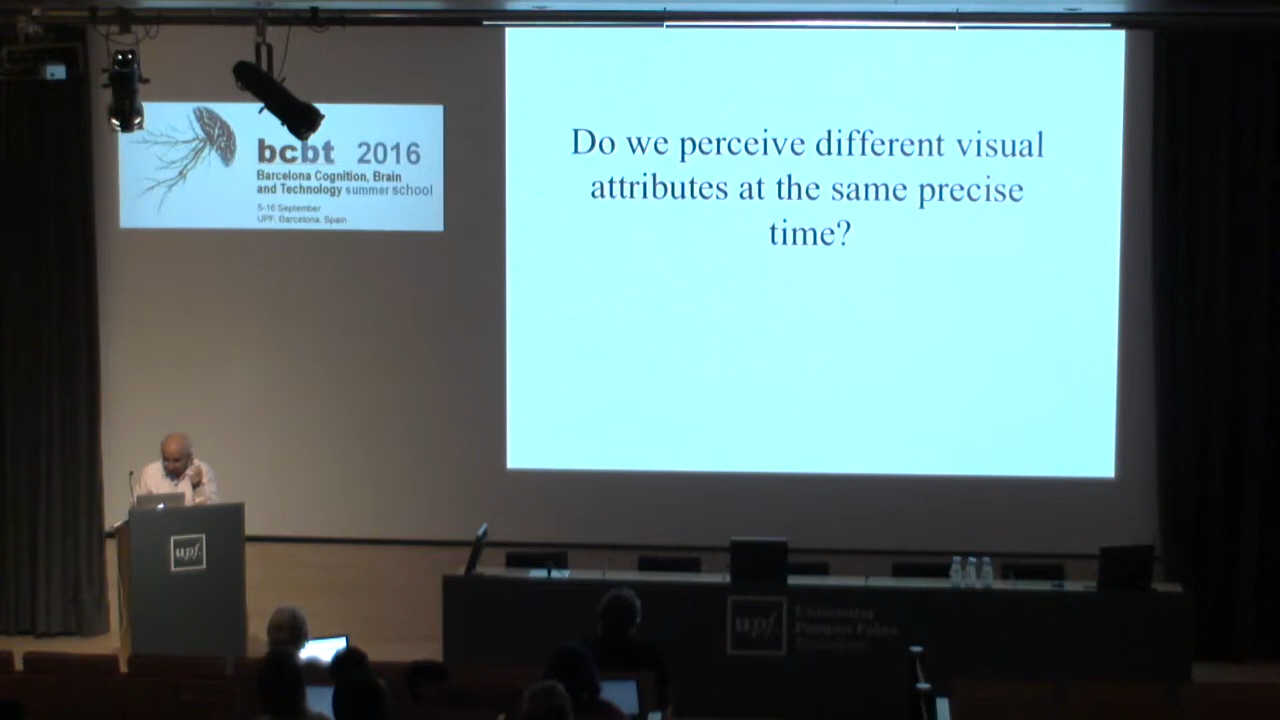 bcbt 2016
Barcelona Cognition, Brain
and Technology summer school
5-16 September
UPF, Barcelona, Spain
Do we perceive different visual
attributes at the same precise
time?
upf.
upf.
Universitat
Pompeu Fabra